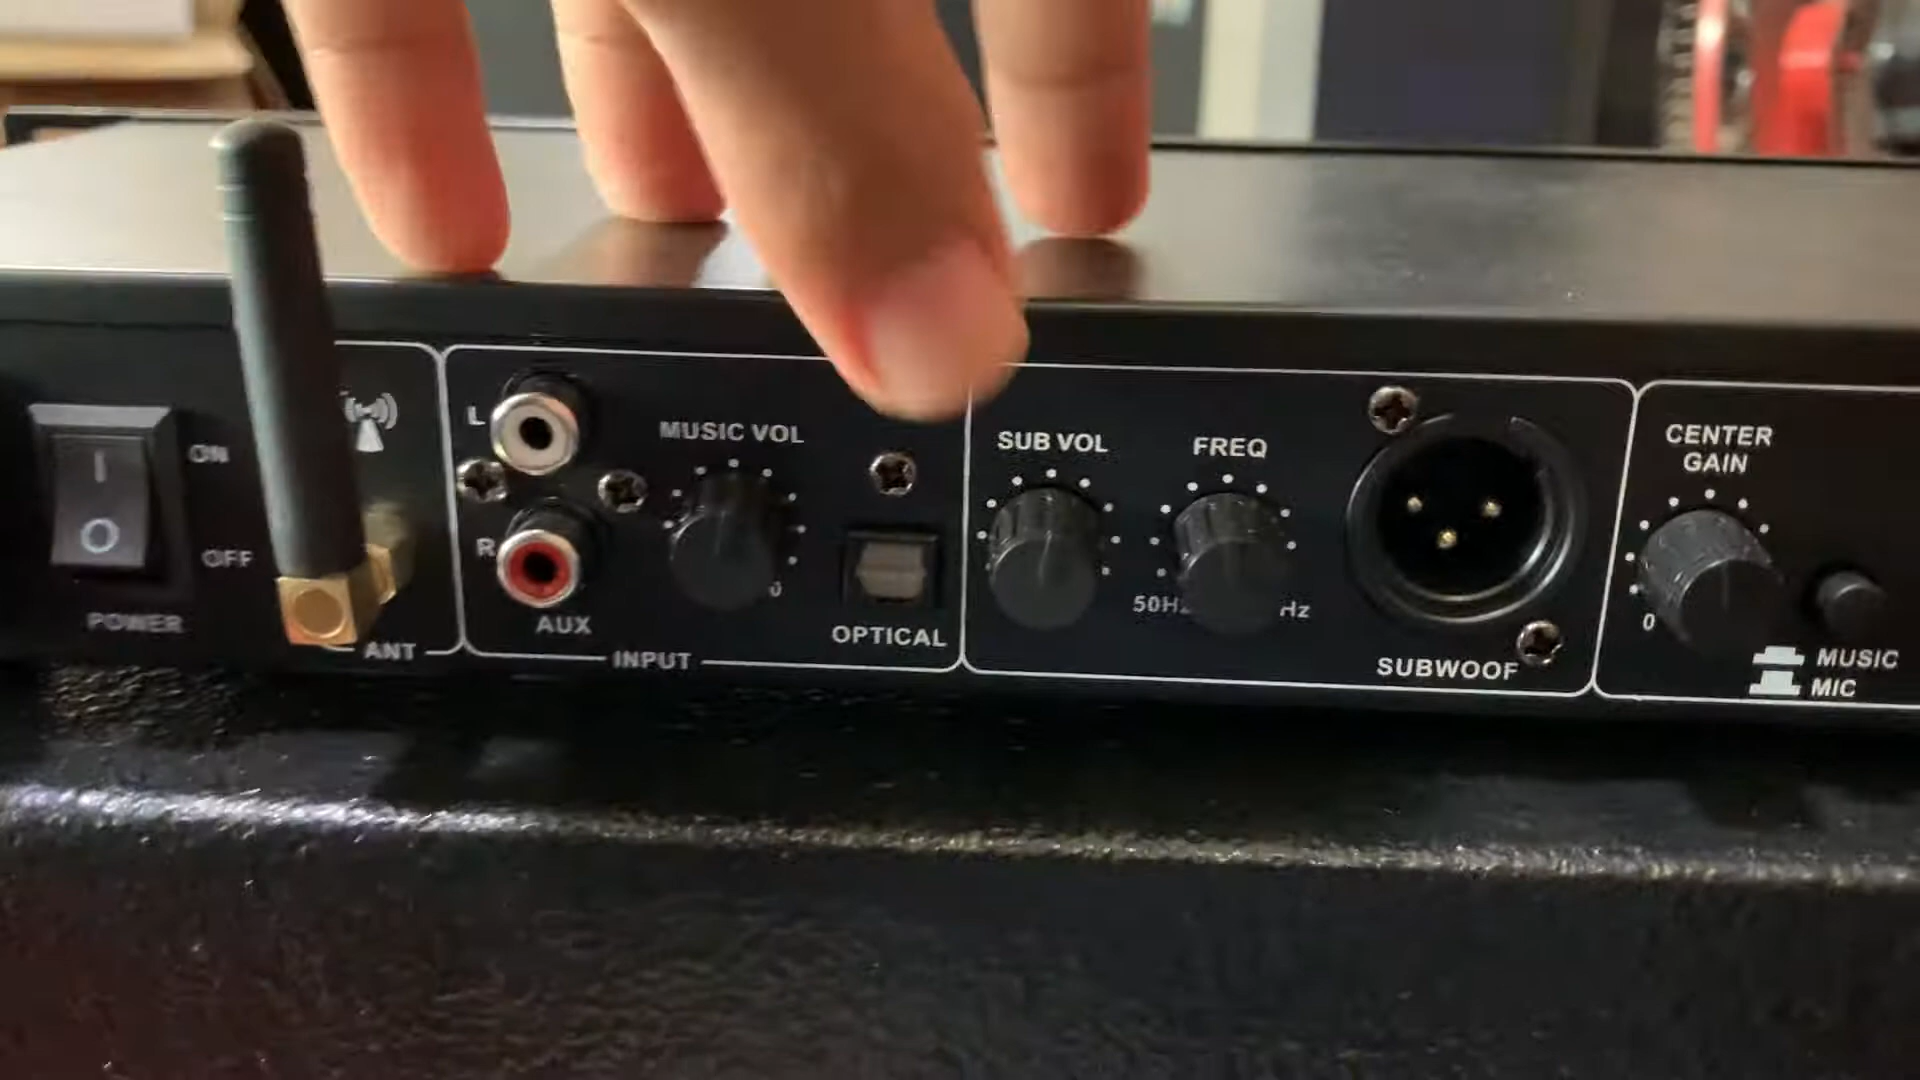 ON
OFF
POWER
ANT
L
R
AUX
MUSIC VOL
OPTICAL
INPUT
SUB VOL
FREQ
50Hz
Hz
SUBWOOF
CENTER
GAIN
0
MUSIC
MIC